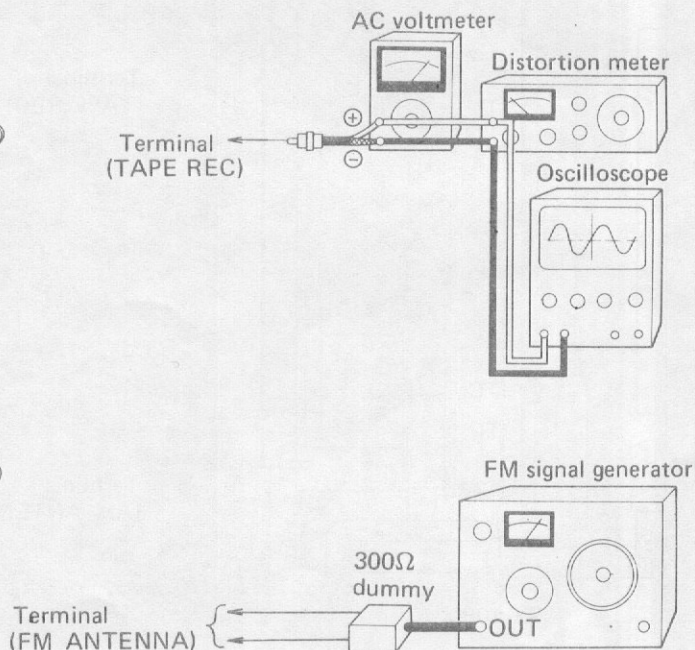 AC voltmeter
Distortion meter
⊕
Terminal
(TAPE REC)
⊖
Oscilloscope
FM signal generator
300Ω
dummy
Terminal
(FM ANTENNA)
OUT